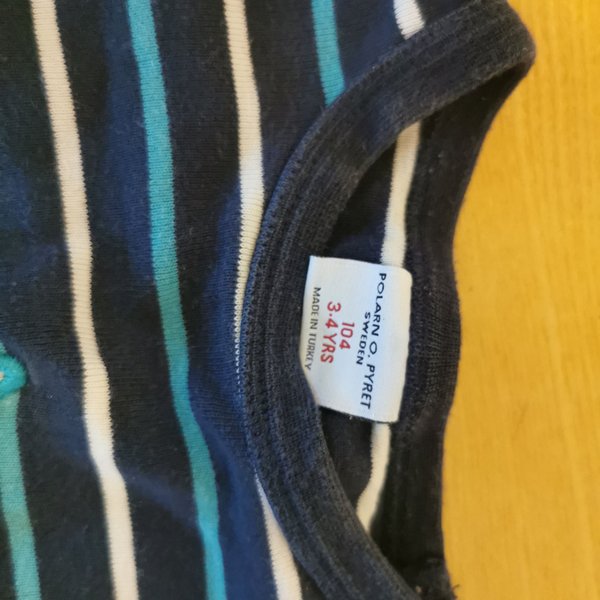 POLARN O. PYRET
SWEDEN
104
3-4 YRS
MADE IN TURKEY